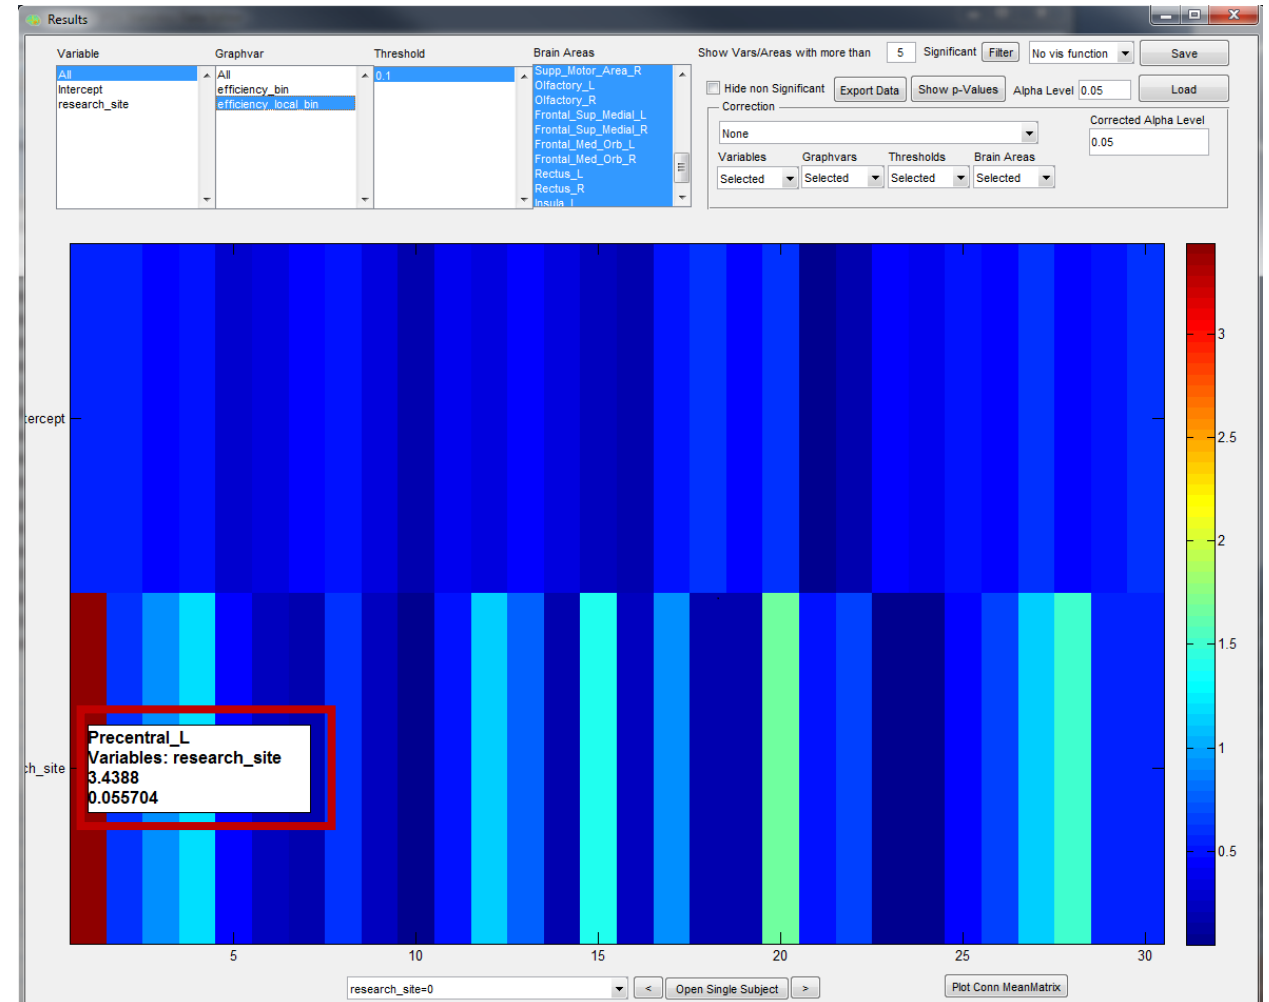 Results
Variable
All
Intercept
research_site
Graphvar
All
efficiency_bin
efficiency_local_bin
Threshold
0.1
Brain Areas
Supp_Motor_Area_R
Olfactory_L
Olfactory_R
Frontal_Sup_Medial_L
Frontal_Sup_Medial_R
Frontal_Med_Orb_L
Frontal_Med_Orb_R
Rectus_L
Rectus_R
Insula_L
Show Vars/Areas with more than 5 Significant Filter No vis function Save
Hide non Significant Export Data Show p-Values Alpha Level 0.05 Load
Correction
None
Corrected Alpha Level
0.05
Variables Graphvars Thresholds Brain Areas
Selected Selected Selected Selected
tercept
ch_site
Precentral_L
Variables: research_site
3.4388
0.055704
3
2.5
2
1.5
1
0.5
5 10 15 20 25 30
research_site=0 < Open Single Subject > Plot Conn MeanMatrix